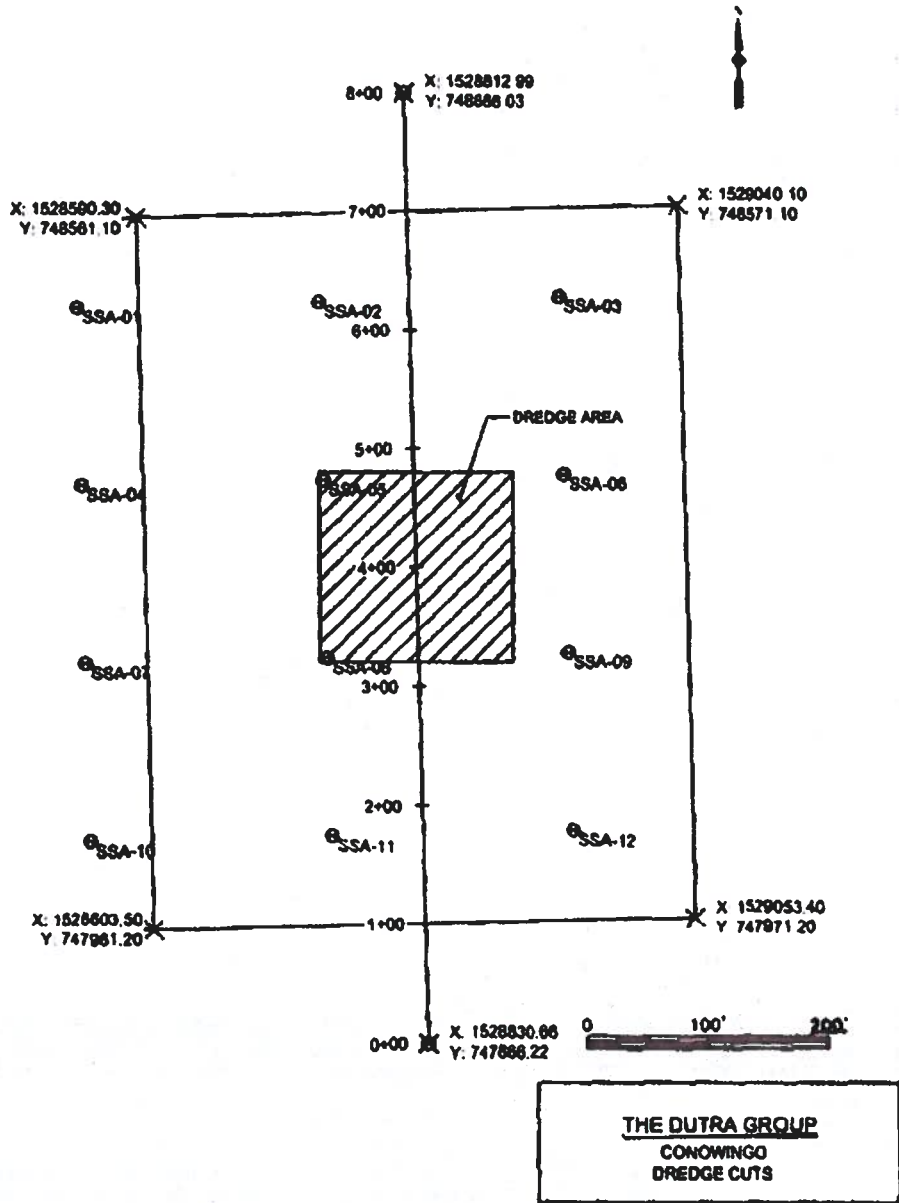 8+00
X: 1528812.99
Y: 748666.03
X: 1528590.30
Y: 748561.10
7+00
X: 1529040.10
Y: 748571.10
SSA-01
SSA-02
SSA-03
6+00
DREDGE AREA
5+00
SSA-04
SSA-05
SSA-06
4+00
SSA-07
SSA-08
SSA-09
3+00
2+00
SSA-10
SSA-11
SSA-12
X: 1528603.50
Y: 747961.20
1+00
X: 1529053.40
Y: 747971.20
0+00
X: 1528830.66
Y: 747866.22
0 100' 200'
THE DUTRA GROUP
CONOWINGO
DREDGE CUTS